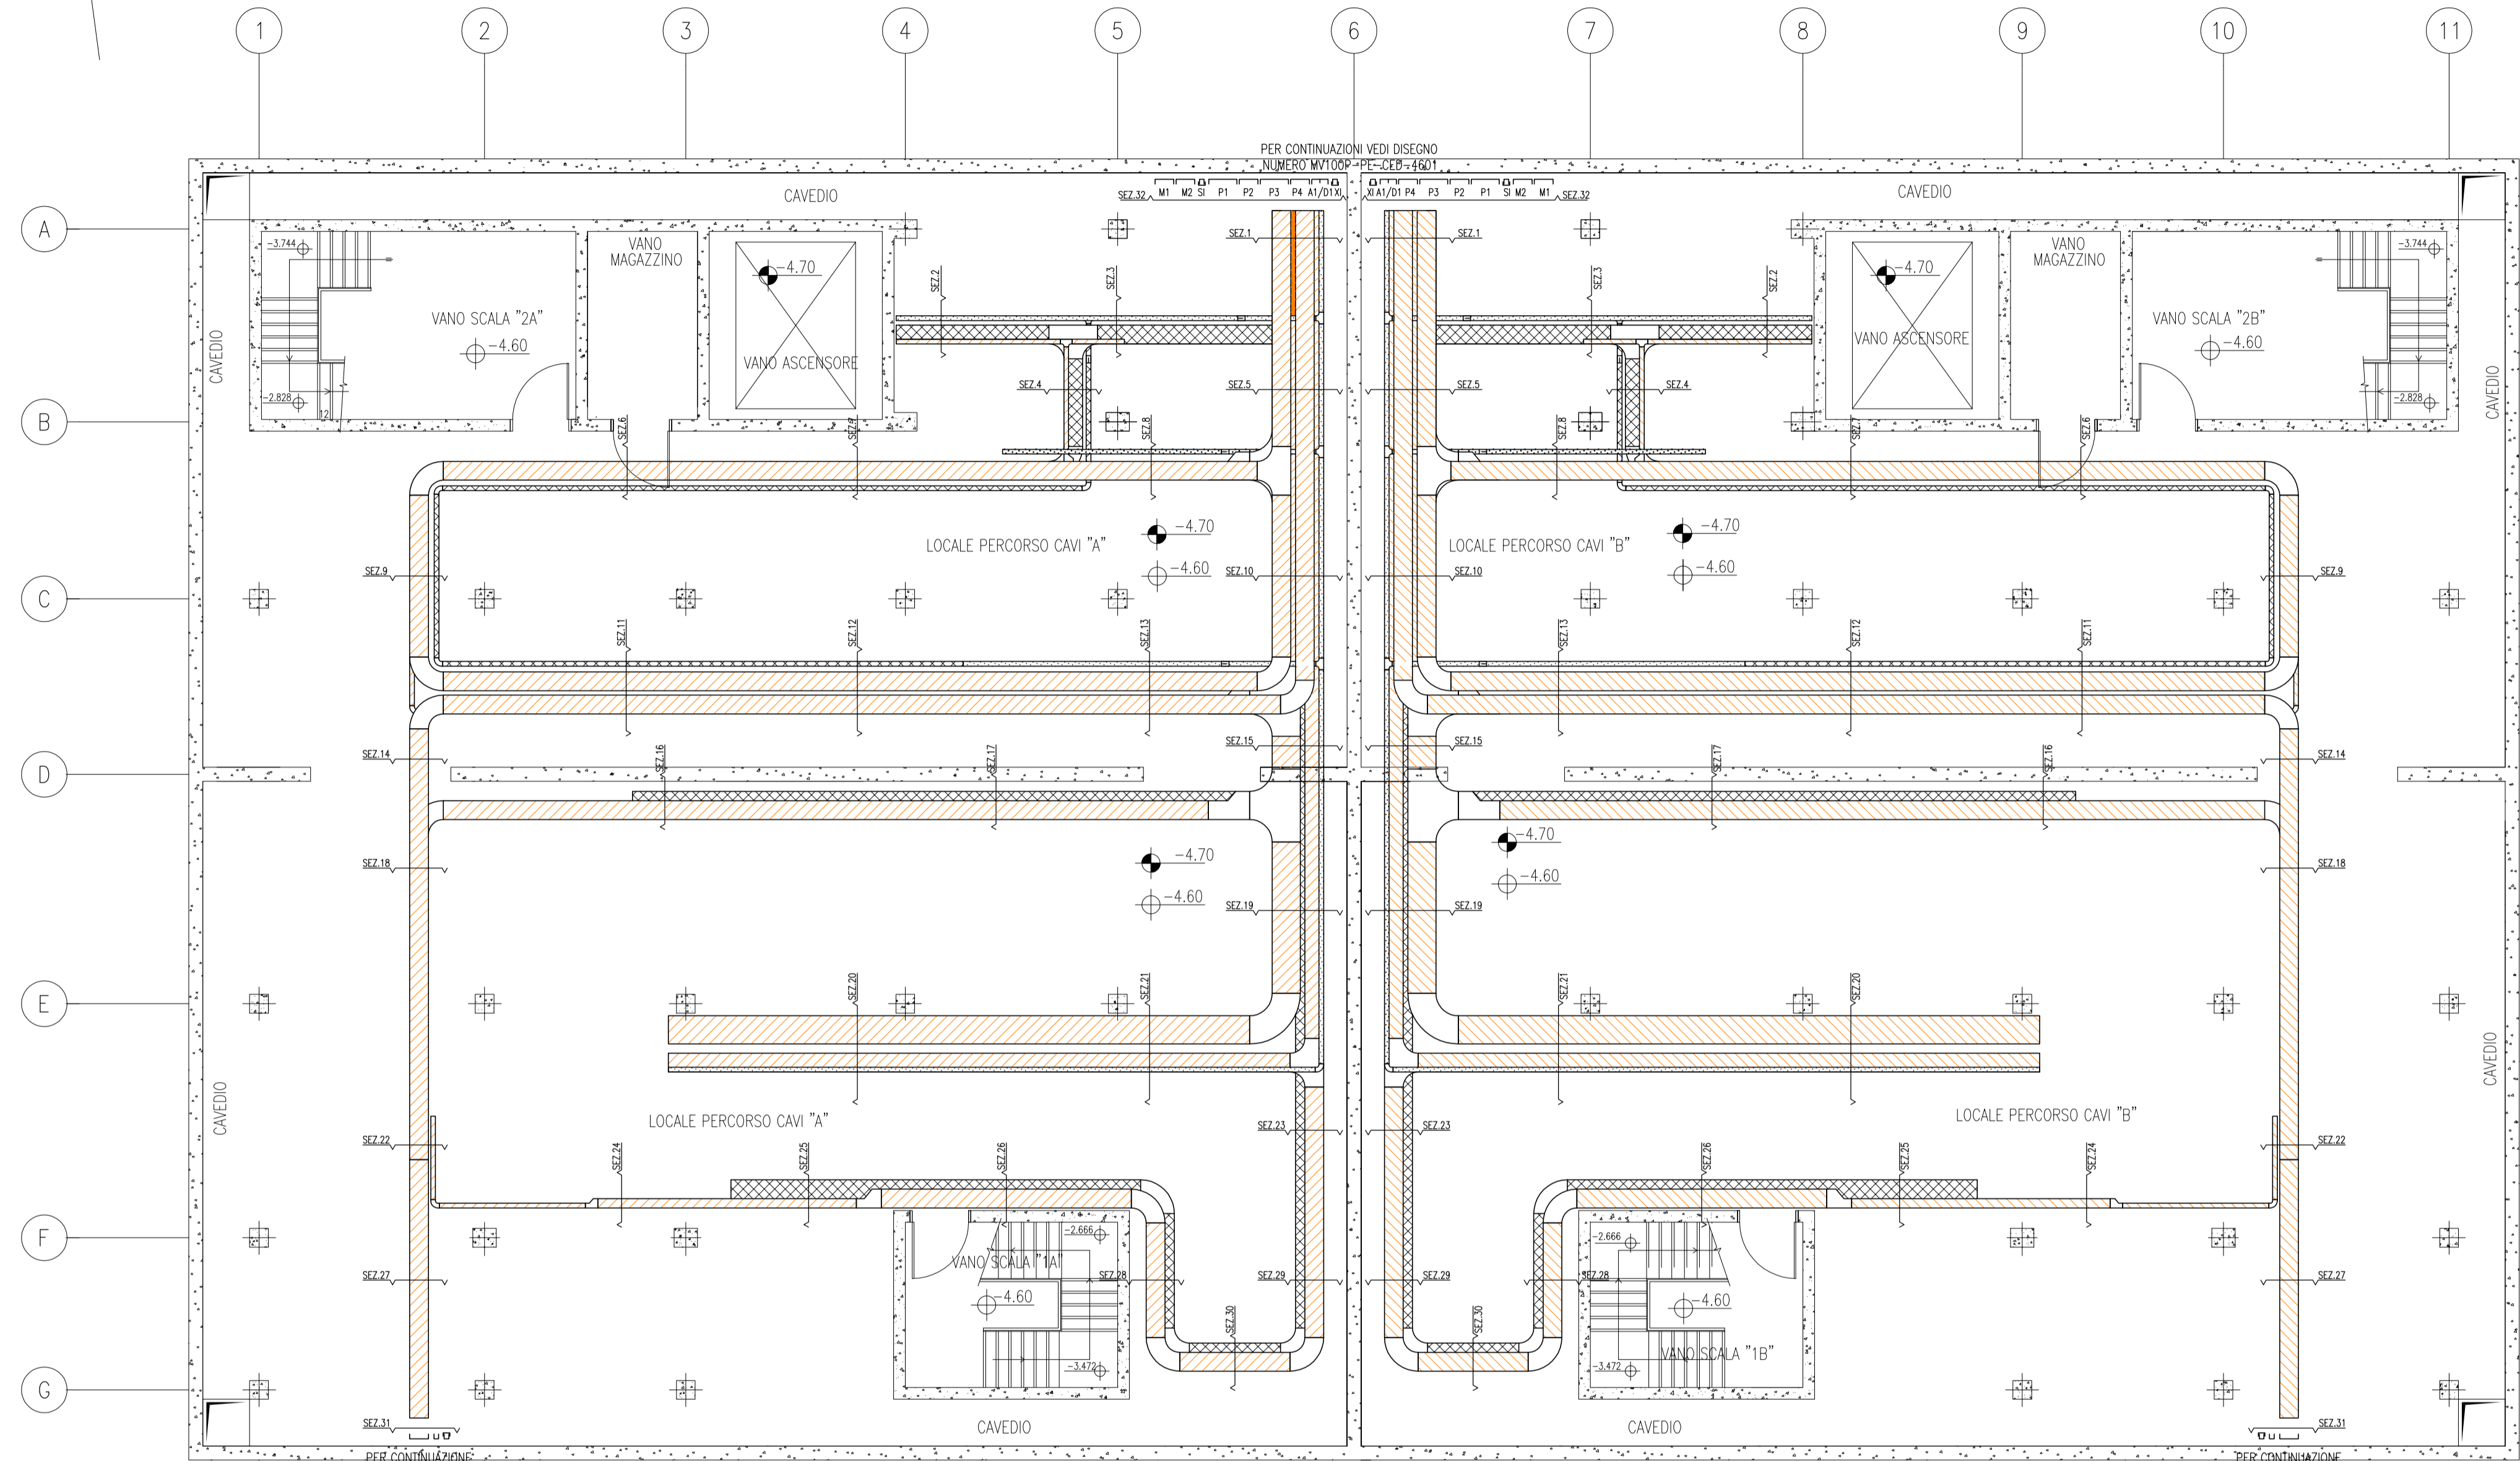 1 2 3 4 5 6 7 8 9 10 11
PER CONTINUAZIONI VEDI DISEGNO
NUMERO MV100P-PE-CED-4601
M1 M2 SI P1 P2 P3 P4 A1/D1 XI
XI A1/D1 P4 P3 P2 P1 SI M2 M1
CAVEDIO
CAVEDIO
SEZ.32
SEZ.32
A
-3.744
VANO
MAGAZZINO
-4.70
SEZ.1
SEZ.1
-4.70
VANO
MAGAZZINO
-3.744
SEZ.2
SEZ.3
SEZ.3
SEZ.2
VANO SCALA "2A"
-4.60
VANO ASCENSORE
VANO ASCENSORE
VANO SCALA "2B"
-4.60
CAVEDIO
CAVEDIO
SEZ.4
SEZ.5
SEZ.5
SEZ.4
-2.828
12
-2.828
B
SEZ.6
SEZ.7
SEZ.8
SEZ.8
SEZ.7
SEZ.6
-4.70
-4.70
LOCALE PERCORSO CAVI "A"
LOCALE PERCORSO CAVI "B"
SEZ.9
-4.60
SEZ.10
SEZ.10
-4.60
SEZ.9
C
SEZ.11
SEZ.12
SEZ.13
SEZ.13
SEZ.12
SEZ.11
SEZ.14
SEZ.15
SEZ.15
SEZ.14
D
SEZ.16
SEZ.17
SEZ.17
SEZ.16
-4.70
-4.70
SEZ.18
-4.60
-4.60
SEZ.18
SEZ.19
SEZ.19
E
SEZ.20
SEZ.21
SEZ.21
SEZ.20
CAVEDIO
CAVEDIO
LOCALE PERCORSO CAVI "A"
LOCALE PERCORSO CAVI "B"
SEZ.22
SEZ.23
SEZ.23
SEZ.22
SEZ.24
SEZ.25
SEZ.26
SEZ.26
SEZ.25
SEZ.24
F
-2.666
-2.666
VANO SCALA "1A"
SEZ.27
SEZ.28
SEZ.29
SEZ.29
SEZ.28
SEZ.27
-4.60
-4.60
SEZ.30
SEZ.30
VANO SCALA "1B"
-3.472
-3.472
G
SEZ.31
CAVEDIO
CAVEDIO
SEZ.31
PER CONTINUAZIONE
PER CONTINUAZIONE